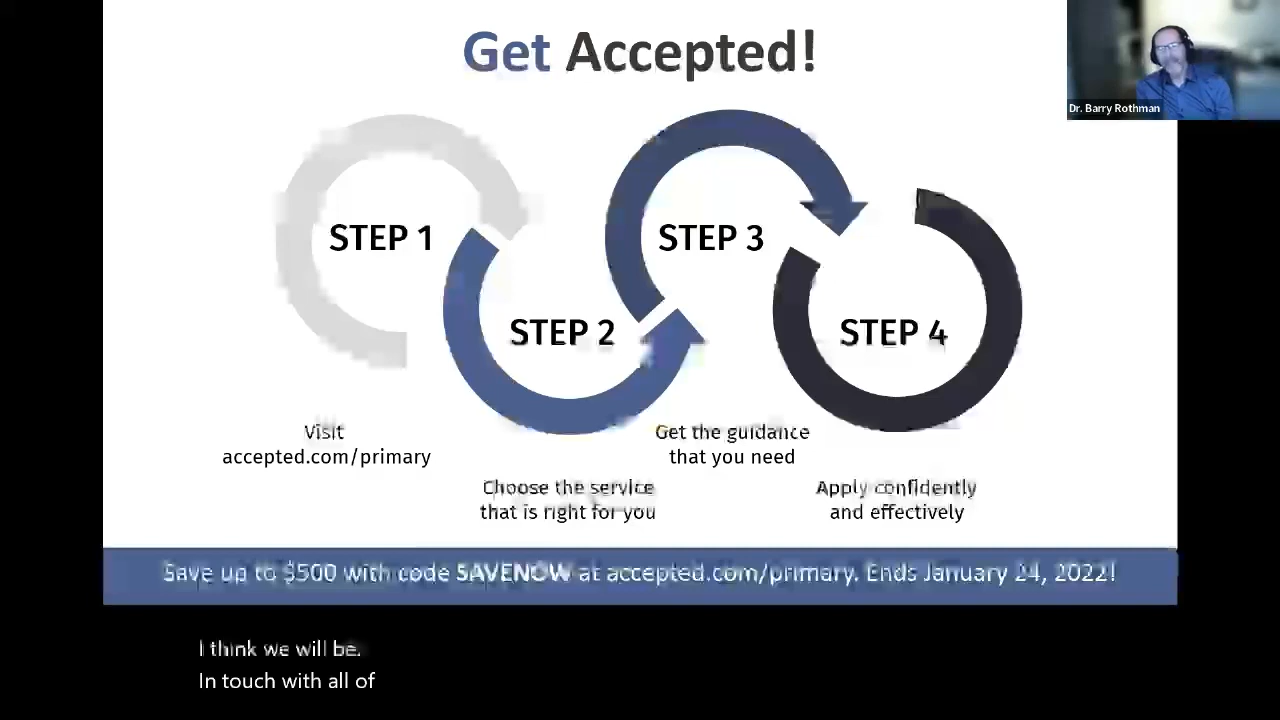 Get Accepted!
Dr. Barry Rothman
STEP 1
STEP 3
STEP 2
STEP 4
Visit
accepted.com/primary
Get the guidance
that you need
Choose the service
that is right for you
Apply confidently
and effectively
Save up to $500 with code SAVENOW at accepted.com/primary. Ends January 24, 2022!
I think we will be.
In touch with all of